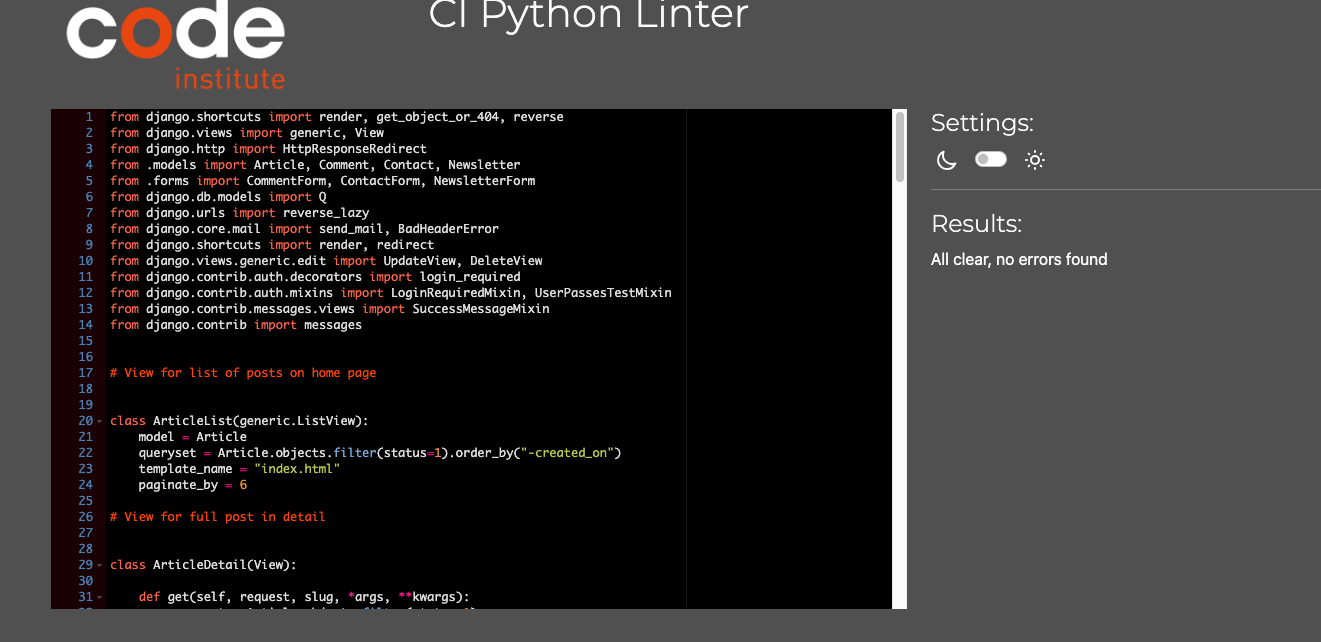 code
institute
CI Python Linter
1 from django.shortcuts import render, get_object_or_404, reverse
2 from django.views import generic, View
3 from django.http import HttpResponseRedirect
4 from .models import Article, Comment, Contact, Newsletter
5 from .forms import CommentForm, ContactForm, NewsletterForm
6 from django.db.models import Q
7 from django.urls import reverse_lazy
8 from django.core.mail import send_mail, BadHeaderError
9 from django.shortcuts import render, redirect
10 from django.views.generic.edit import UpdateView, DeleteView
11 from django.contrib.auth.decorators import login_required
12 from django.contrib.auth.mixins import LoginRequiredMixin, UserPassesTestMixin
13 from django.contrib.messages.views import SuccessMessageMixin
14 from django.contrib import messages
15
16
17 # View for list of posts on home page
18
19
20 class ArticleList(generic.ListView):
21     model = Article
22     queryset = Article.objects.filter(status=1).order_by("-created_on")
23     template_name = "index.html"
24     paginate_by = 6
25
26 # View for full post in detail
27
28
29 class ArticleDetail(View):
30
31     def get(self, request, slug, *args, **kwargs):
Settings:
Results:
All clear, no errors found